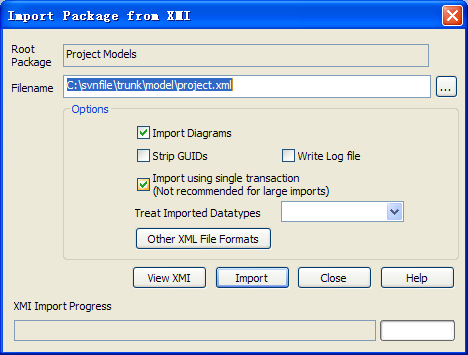 Import Package from XMI
Root Package
Project Models
Filename
C:\svnfile\trunk\model\project.xml
...
Options
Import Diagrams
Strip GUIDs
Write Log file
Import using single transaction
(Not recommended for large imports)
Treat Imported Datatypes
Other XML File Formats
View XMI
Import
Close
Help
XMI Import Progress